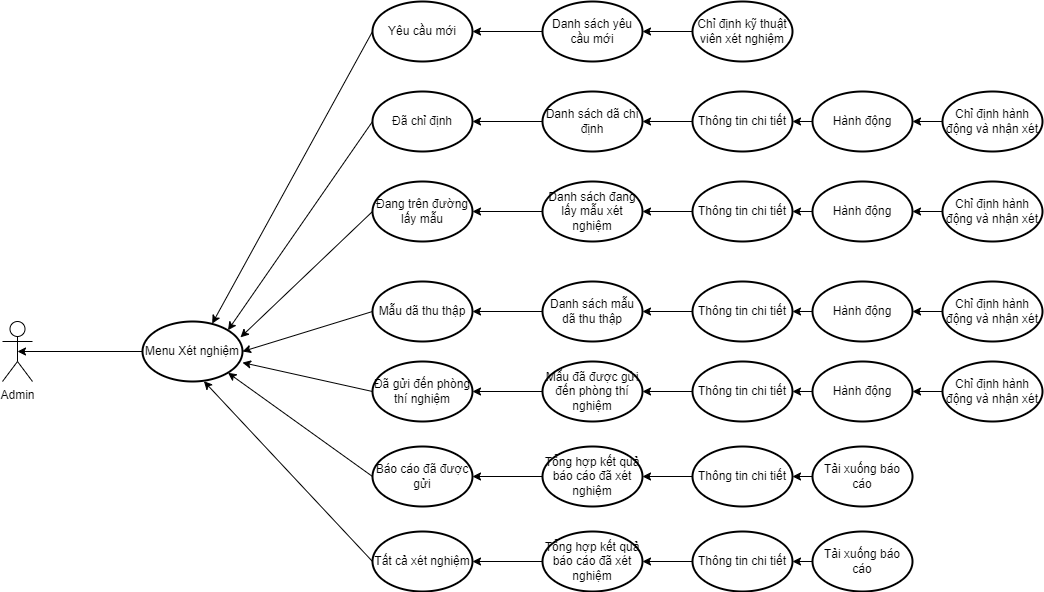 Yêu cầu mới
Danh sách yêu
cầu mới
Chỉ định kỹ thuật
viên xét nghiệm
Đã chỉ định
Danh sách dã chỉ
định
Thông tin chi tiết
Hành động
Chỉ định hành
động và nhận xét
Đang trên đường
lấy mẫu
Danh sách đang
lấy mẫu xét
nghiệm
Thông tin chi tiết
Hành động
Chỉ định hành
động và nhận xét
Mẫu dã thu thập
Danh sách mẫu
dã thu thập
Thông tin chi tiết
Hành động
Chỉ định hành
động và nhận xét
Menu Xét nghiệm
Admin
Đã gửi đến phòng
thí nghiệm
Mẫu đã được gửi
đến phòng thí
nghiệm
Thông tin chi tiết
Hành động
Chỉ định hành
động và nhận xét
Báo cáo đã được
gửi
Tổng hợp kết quả
báo cáo đã xét
nghiệm
Thông tin chi tiết
Tải xuống báo
cáo
Tất cả xét nghiệm
Tổng hợp kết quả
báo cáo đã xét
nghiệm
Thông tin chi tiết
Tải xuống báo
cáo